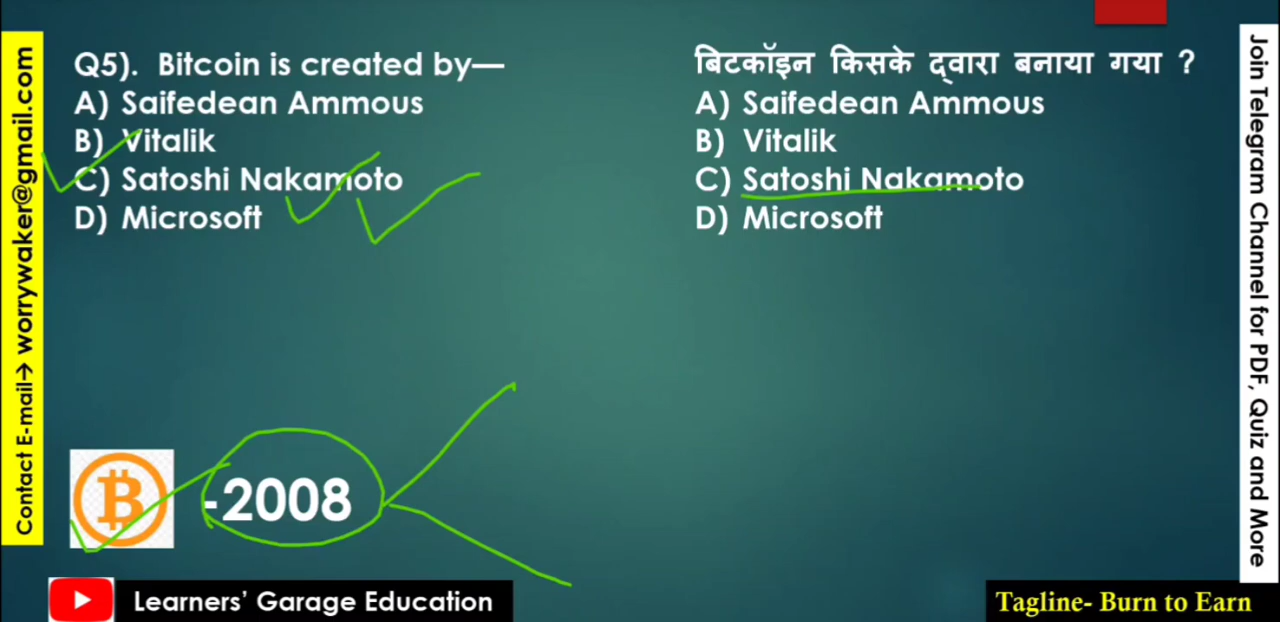 Contact E-mail→ worrywaker@gmail.com
Q5). Bitcoin is created by—
A) Saifedean Ammous
B) Vitalik
C) Satoshi Nakamoto
D) Microsoft
बिटकॉइन किसके द्वारा बनाया गया ?
A) Saifedean Ammous
B) Vitalik
C) Satoshi Nakamoto
D) Microsoft
-2008
Join Telegram Channel for PDF, Quiz and More
Learners’ Garage Education
Tagline- Burn to Earn